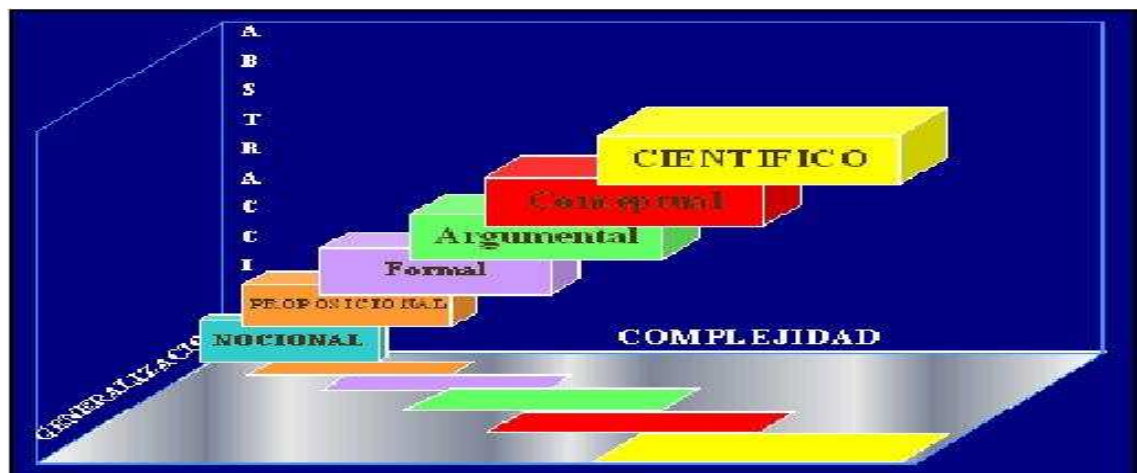 ABSTRACCI
CIENTIFICO
Conceptual
Argumental
Formal
PROPOSICIONAL
NOCIONAL
COMPLEJIDAD
GENERALIZACIO